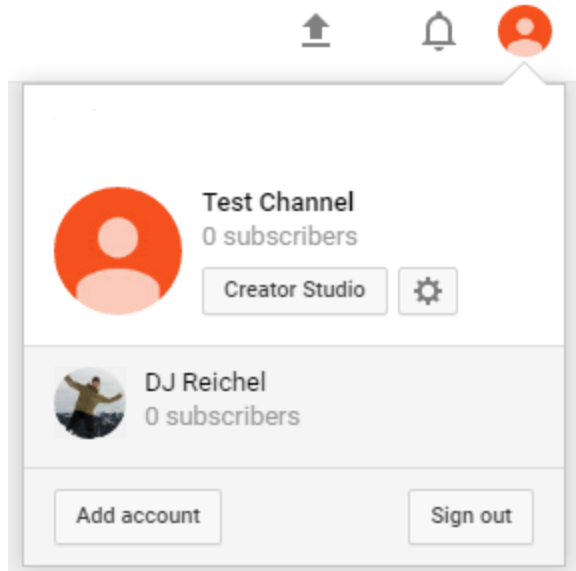 Test Channel
0 subscribers
Creator Studio
DJ Reichel
0 subscribers
Add account
Sign out